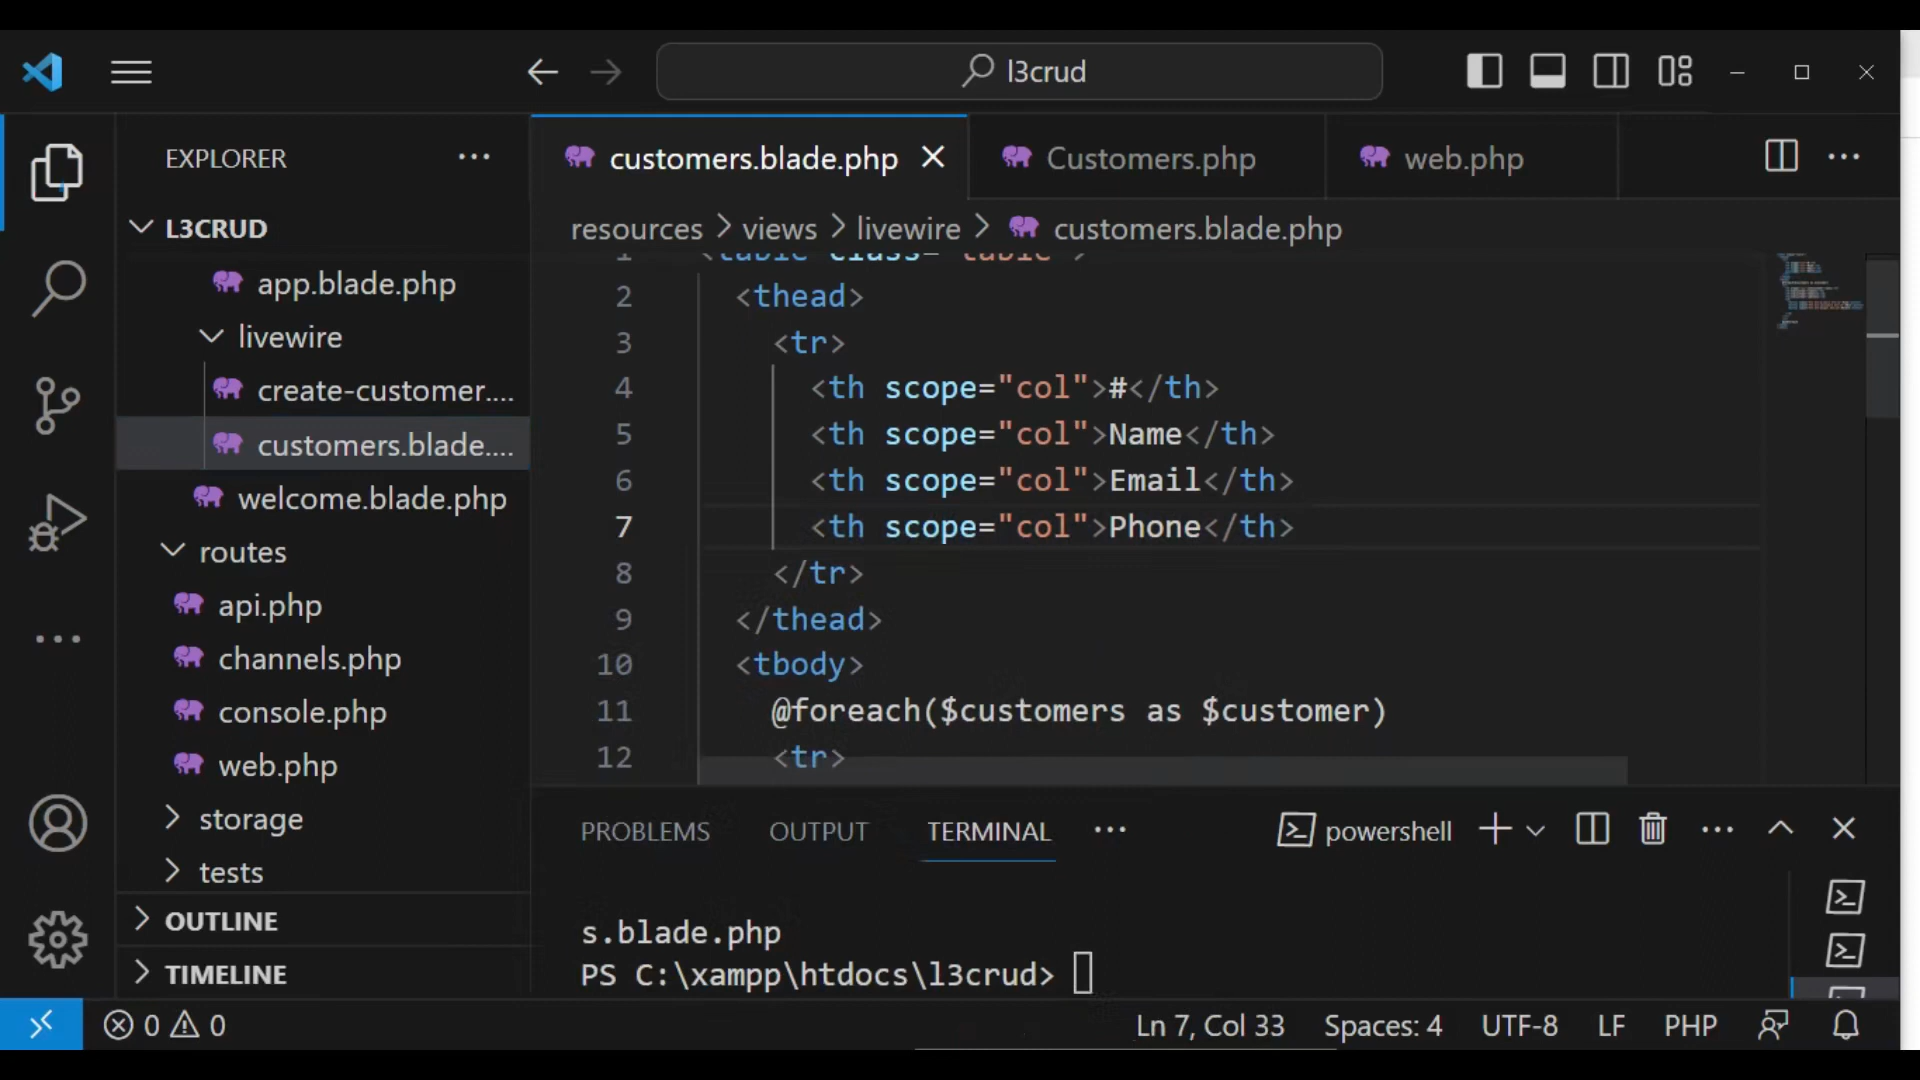 l3crud
EXPLORER
L3CRUD
app.blade.php
livewire
create-customer....
customers.blade....
welcome.blade.php
routes
api.php
channels.php
console.php
web.php
storage
tests
OUTLINE
TIMELINE
customers.blade.php
Customers.php
web.php
resources > views > livewire > customers.blade.php
1 <table class="table">
2 <thead>
3 <tr>
4 <th scope="col">#</th>
5 <th scope="col">Name</th>
6 <th scope="col">Email</th>
7 <th scope="col">Phone</th>
8 </tr>
9 </thead>
10 <tbody>
11 @foreach($customers as $customer)
12 <tr>
PROBLEMS OUTPUT TERMINAL powershell
s.blade.php
PS C:\xampp\htdocs\l3crud>
0 0 Ln 7, Col 33 Spaces: 4 UTF-8 LF PHP